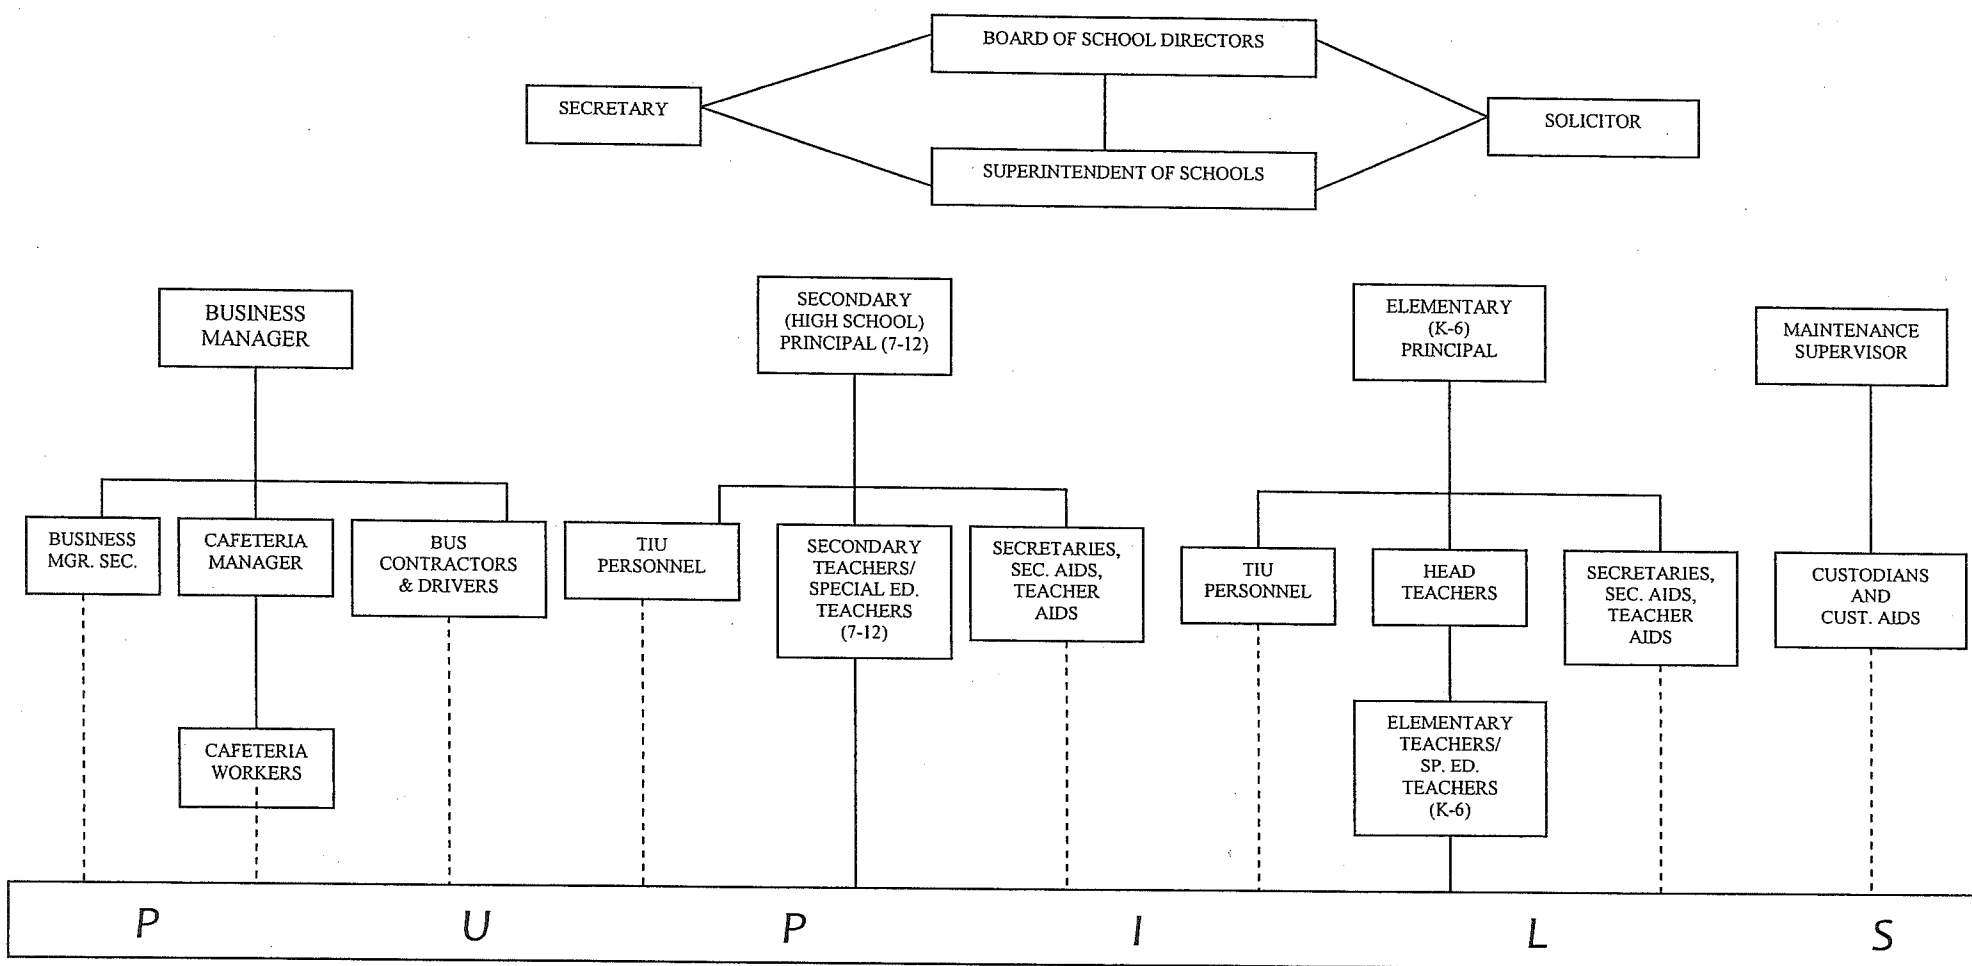 BOARD OF SCHOOL DIRECTORS
SECRETARY
SOLICITOR
SUPERINTENDENT OF SCHOOLS
BUSINESS
MANAGER
SECONDARY
(HIGH SCHOOL)
PRINCIPAL (7-12)
ELEMENTARY
(K-6)
PRINCIPAL
MAINTENANCE
SUPERVISOR
BUSINESS
MGR. SEC.
CAFETERIA
MANAGER
BUS
CONTRACTORS
& DRIVERS
TIU
PERSONNEL
SECONDARY
TEACHERS/
SPECIAL ED.
TEACHERS
(7-12)
SECRETARIES,
SEC. AIDS,
TEACHER
AIDS
TIU
PERSONNEL
HEAD
TEACHERS
SECRETARIES,
SEC. AIDS,
TEACHER
AIDS
CUSTODIANS
AND
CUST. AIDS
CAFETERIA
WORKERS
ELEMENTARY
TEACHERS/
SP. ED.
TEACHERS
(K-6)
P U P I L S